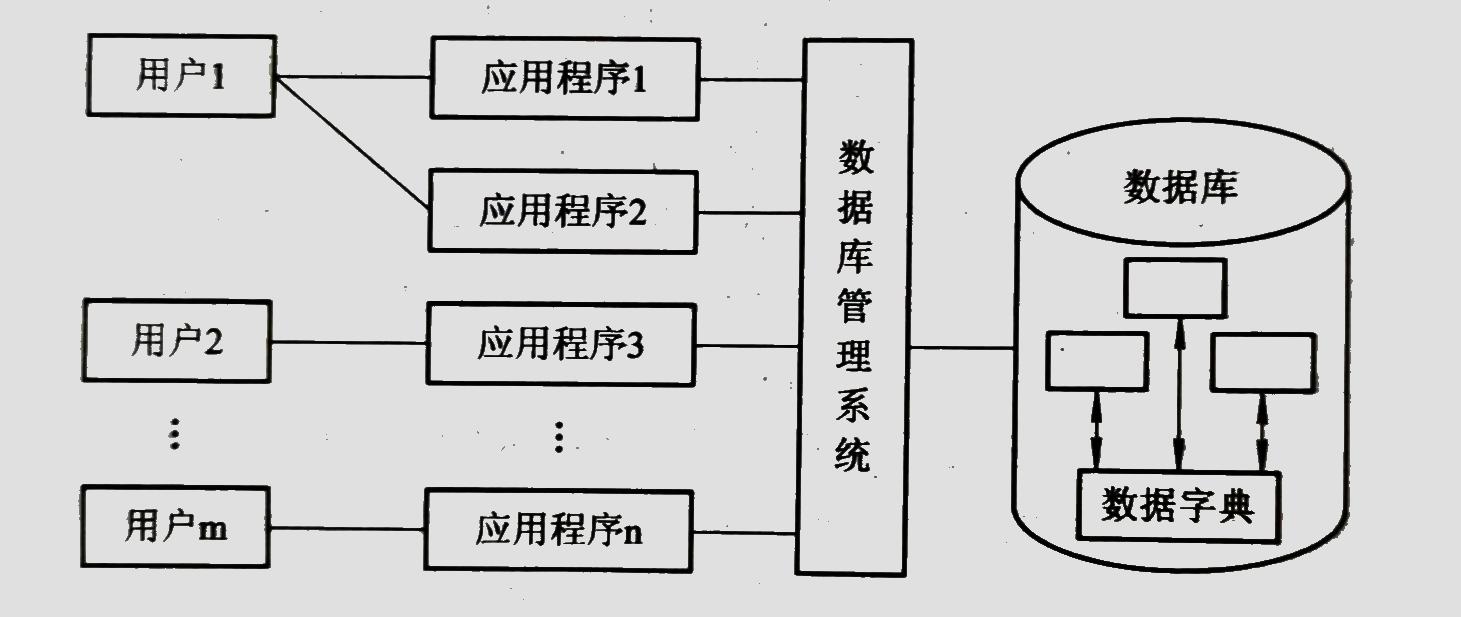 用户1
应用程序1
应用程序2
用户2
应用程序3
⋮
⋮
用户m
应用程序n
数据库管理系统
数据库
数据字典